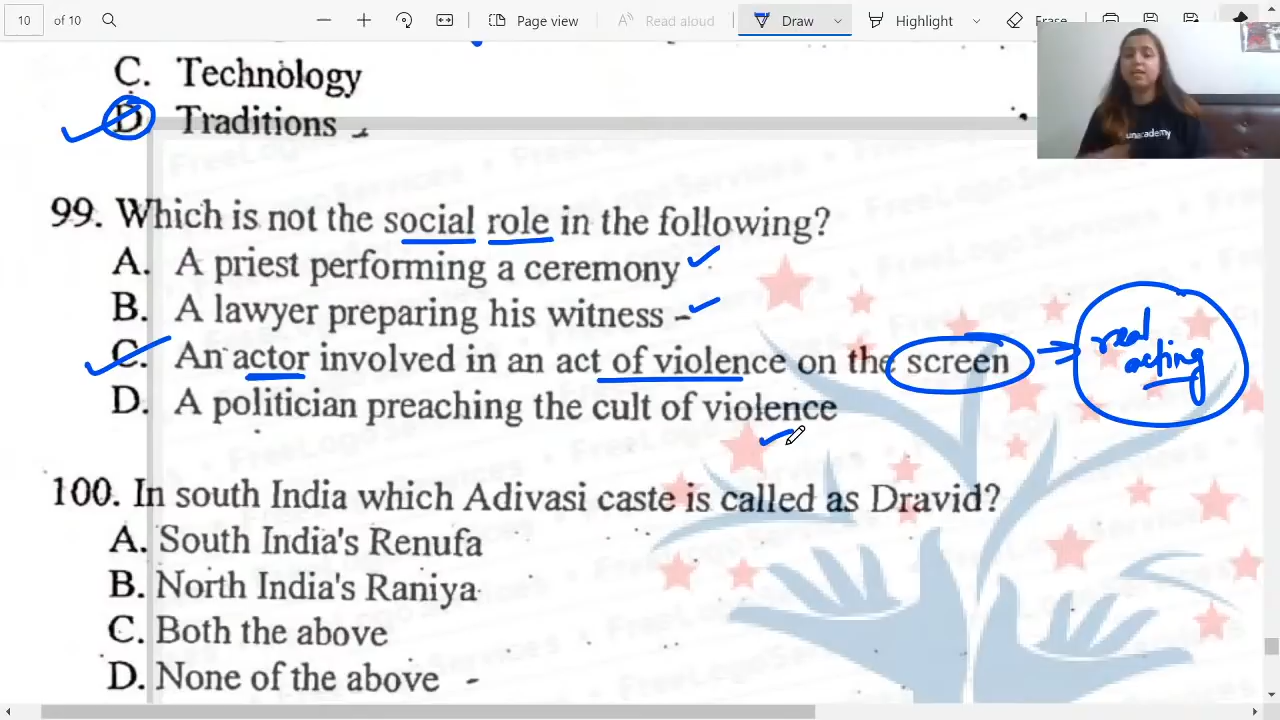 10 of 10 Page view Read aloud Draw Highlight Erase
C. Technology
D. Traditions
unacademy
99. Which is not the social role in the following?
A. A priest performing a ceremony
B. A lawyer preparing his witness
C. An actor involved in an act of violence on the screen
real
acting
D. A politician preaching the cult of violence
100. In south India which Adivasi caste is called as Dravid?
A. South India's Renufa
B. North India's Raniya
C. Both the above
D. None of the above